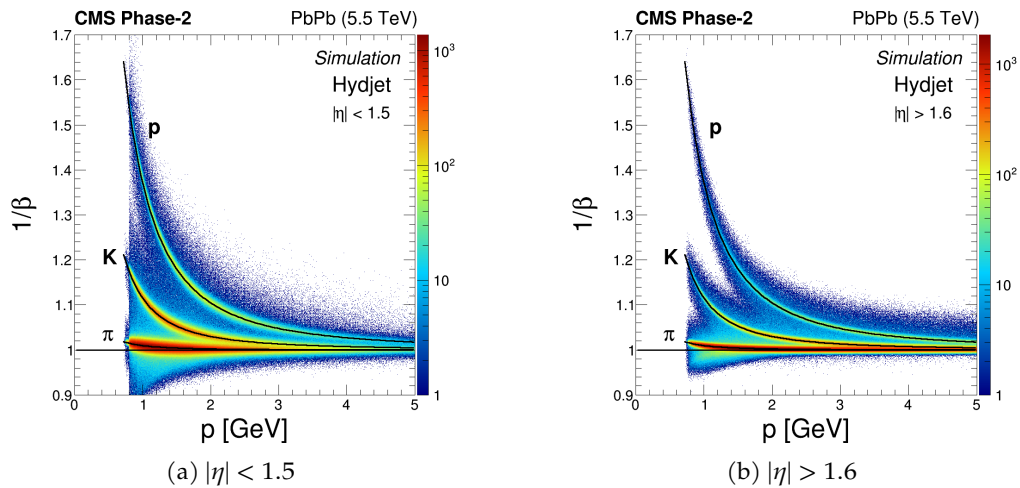 CMS Phase-2 PbPb (5.5 TeV)
Simulation
Hydjet
|η| < 1.5
p
K
π
1/β
1.7
1.6
1.5
1.4
1.3
1.2
1.1
1
0.9
0 1 2 3 4 5
p [GeV]
10³
10²
10
1
(a) |η| < 1.5
CMS Phase-2 PbPb (5.5 TeV)
Simulation
Hydjet
|η| > 1.6
p
K
π
1/β
1.7
1.6
1.5
1.4
1.3
1.2
1.1
1
0.9
0 1 2 3 4 5
p [GeV]
10³
10²
10
1
(b) |η| > 1.6